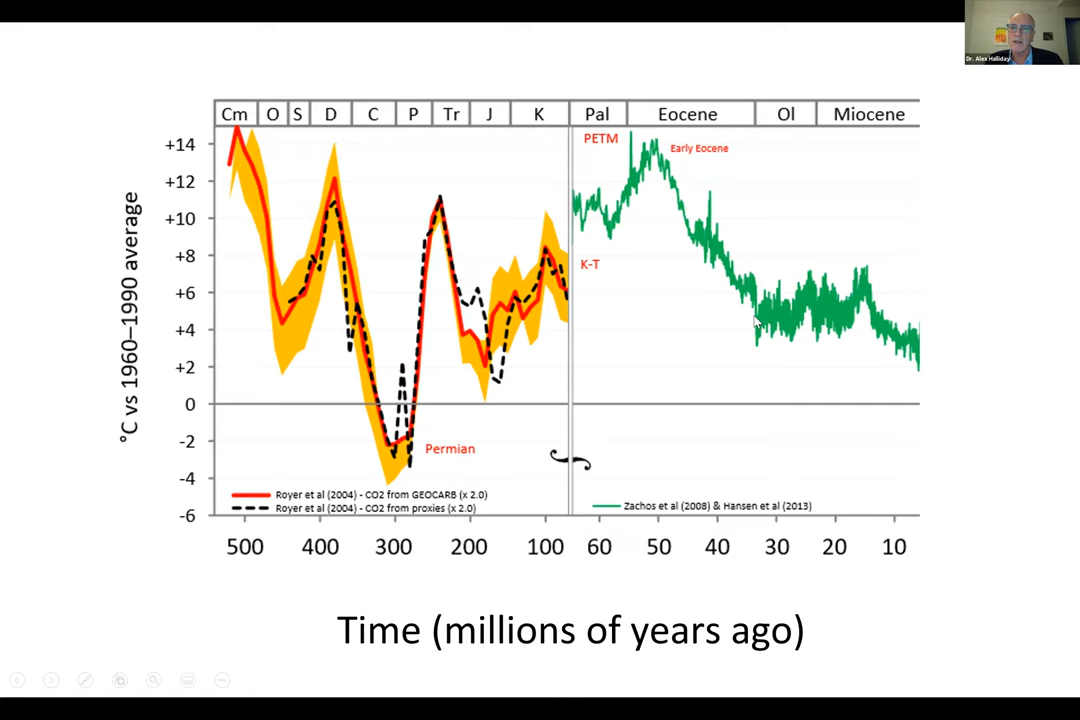 Dr. Alex Halliday
Cm O S D C P Tr J K Pal Eocene Ol Miocene
°C vs 1960–1990 average
+14
+12
+10
+8
+6
+4
+2
0
-2
-4
-6
PETM
Early Eocene
K-T
Permian
Royer et al (2004) - CO2 from GEOCARB (x 2.0)
Royer et al (2004) - CO2 from proxies (x 2.0)
Zachos et al (2008) & Hansen et al (2013)
500 400 300 200 100 60 50 40 30 20 10
Time (millions of years ago)